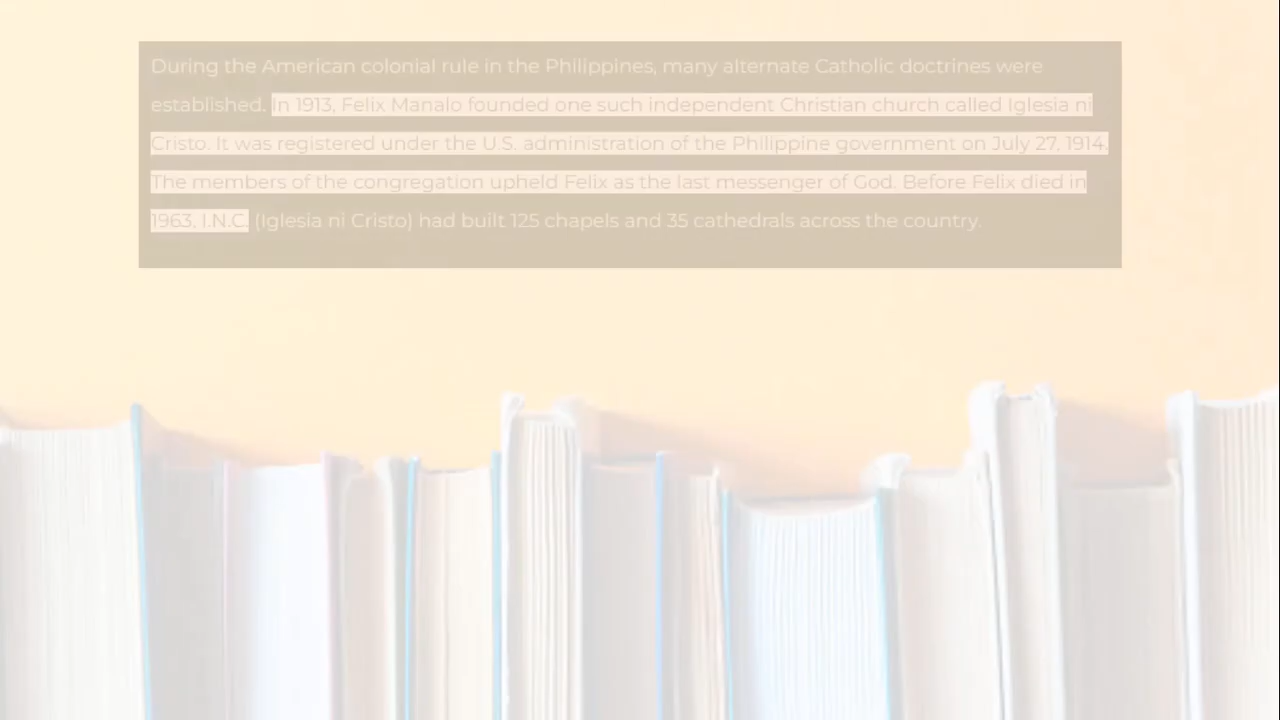 During the American colonial rule in the Philippines, many alternate Catholic doctrines were
established. In 1913, Felix Manalo founded one such independent Christian church called Iglesia ni
Cristo. It was registered under the U.S. administration of the Philippine government on July 27, 1914.
The members of the congregation upheld Felix as the last messenger of God. Before Felix died in
1963, I.N.C. (Iglesia ni Cristo) had built 125 chapels and 35 cathedrals across the country.